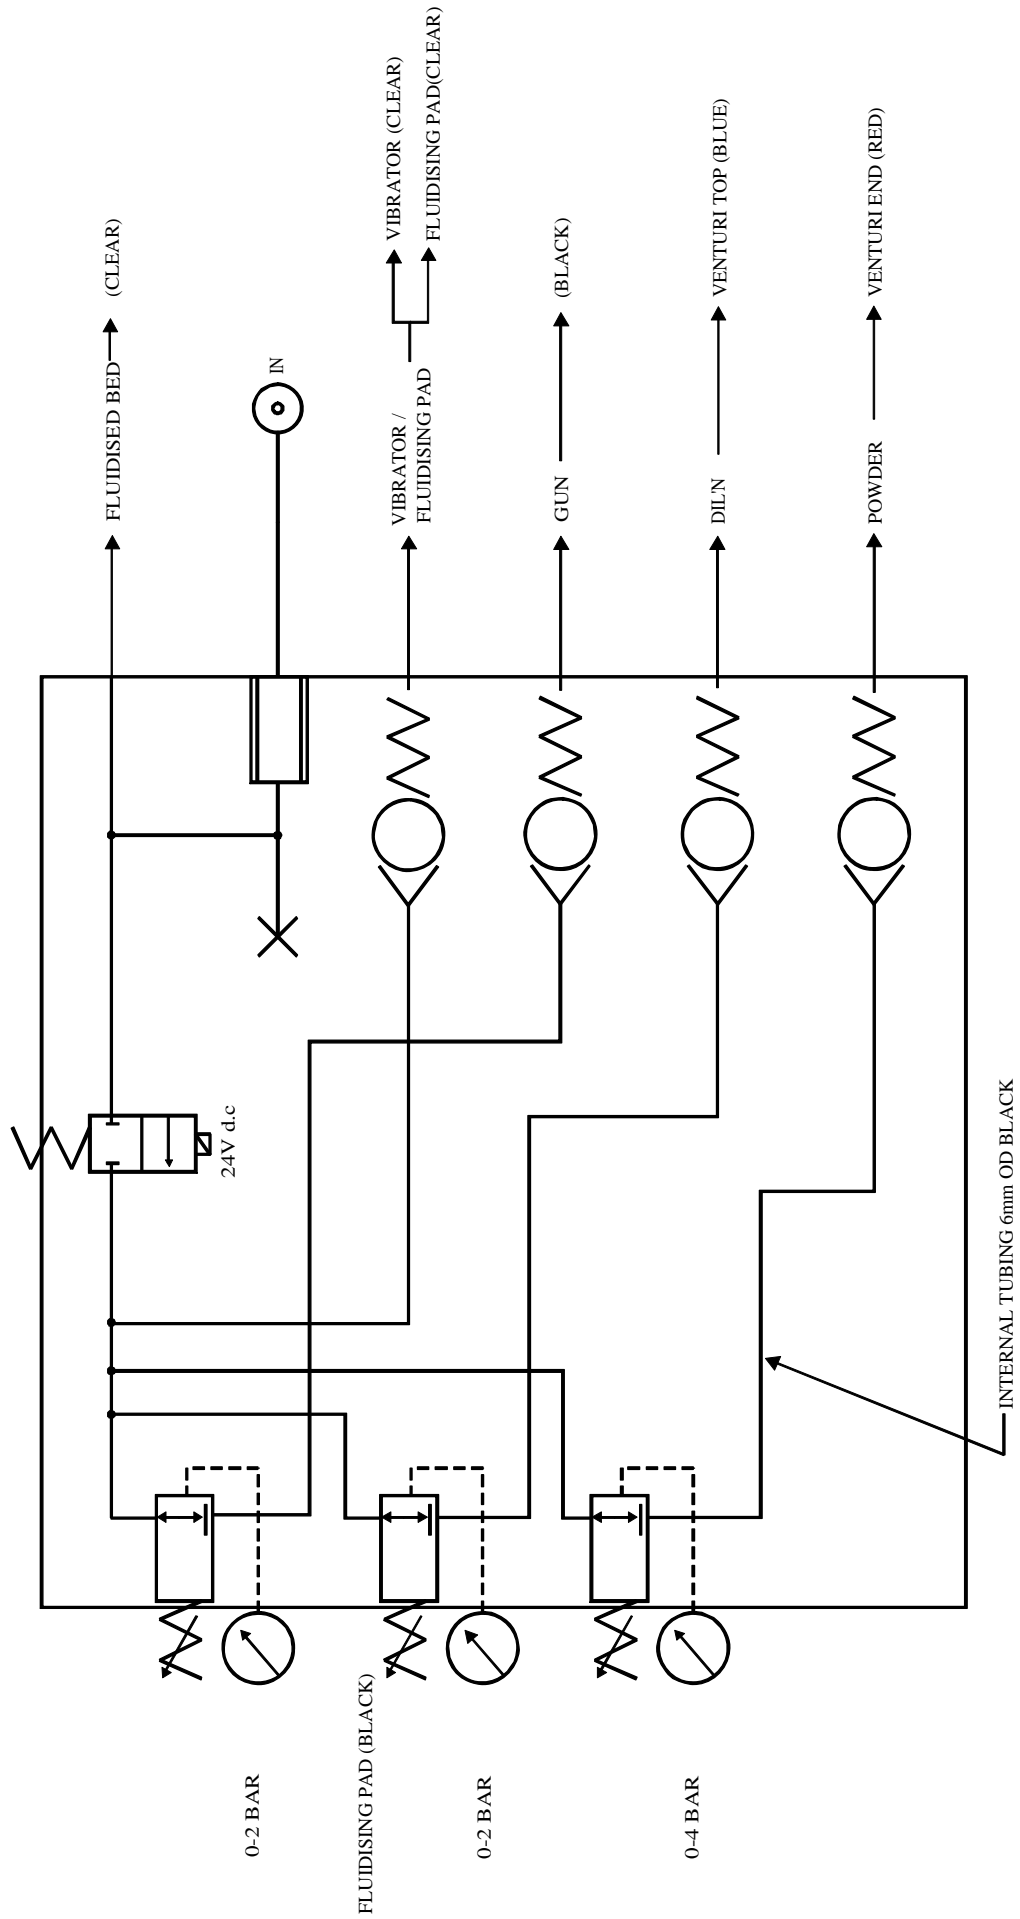 FLUIDISED BED
(CLEAR)
IN
VIBRATOR /
FLUIDISING PAD
VIBRATOR (CLEAR)
FLUIDISING PAD(CLEAR)
GUN
(BLACK)
DIL'N
VENTURI TOP (BLUE)
POWDER
VENTURI END (RED)
24V d.c
INTERNAL TUBING 6mm OD BLACK
0-2 BAR
FLUIDISING PAD (BLACK)
0-2 BAR
0-4 BAR